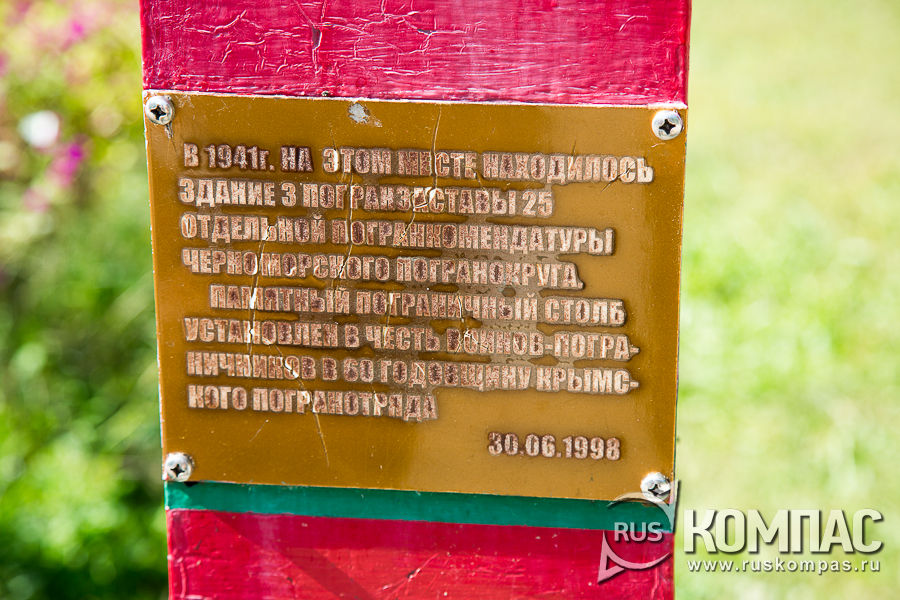 В 1941г. НА ЭТОМ МЕСТЕ НАХОДИЛОСЬ
ЗДАНИЕ 3 ПОГРАНЗАСТАВЫ 25
ОТДЕЛЬНОЙ ПОГРАНКОМЕНДАТУРЫ
ЧЕРНОМОРСКОГО ПОГРАНОКРУГА
ПАМЯТНЫЙ ПОГРАНИЧНЫЙ СТОЛБ
УСТАНОВЛЕН В ЧЕСТЬ ВОИНОВ-ПОГРА-
НИЧНИКОВ В 60 ГОДОВЩИНУ КРЫМС-
КОГО ПОГРАНОТРЯДА
30.06.1998
RUS КОМПАС
www.ruskompas.ru